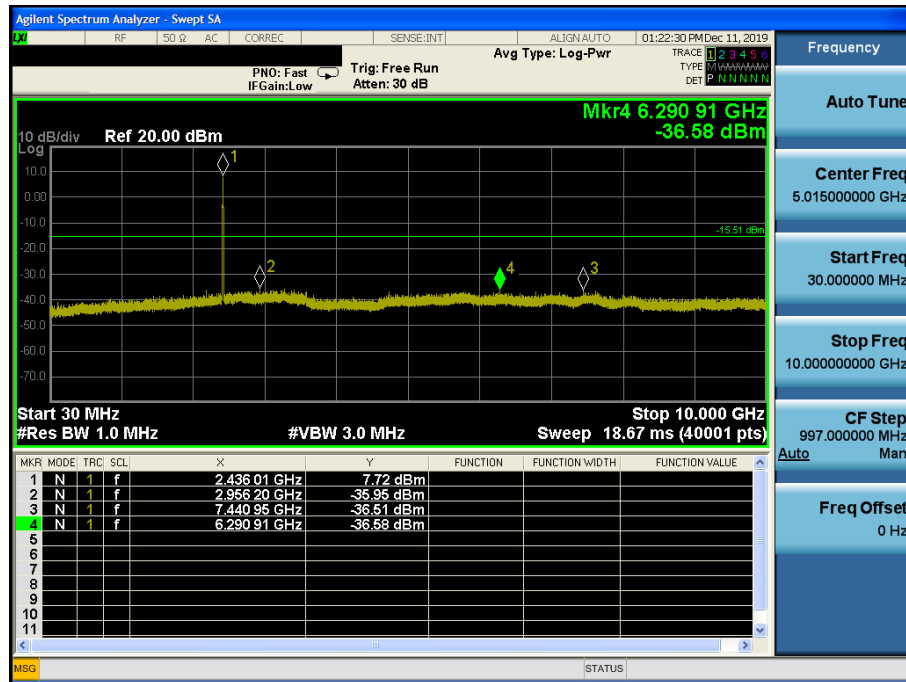 Agilent Spectrum Analyzer - Swept SA
LXI RF 50 Ω AC CORREC SENSE:INT ALIGN AUTO 01:22:30 PM Dec 11, 2019
Avg Type: Log-Pwr TRACE 1 2 3 4 5 6
PNO: Fast Trig: Free Run TYPE M WWWWW
IFGain:Low Atten: 30 dB DET P N N N N N
Mkr4 6.290 91 GHz
-36.58 dBm
10 dB/div Ref 20.00 dBm
Log
10.0
0.00
-10.0
-20.0
-30.0
-40.0
-50.0
-60.0
-70.0
1
-15.51 dBm
2
4
3
Start 30 MHz Stop 10.000 GHz
#Res BW 1.0 MHz #VBW 3.0 MHz Sweep 18.67 ms (40001 pts)
MKR MODE TRC SCL X Y FUNCTION FUNCTION WIDTH FUNCTION VALUE
1 N 1 f 2.436 01 GHz 7.72 dBm
2 N 1 f 2.956 20 GHz -35.95 dBm
3 N 1 f 7.440 95 GHz -36.51 dBm
4 N 1 f 6.290 91 GHz -36.58 dBm
5
6
7
8
9
10
11
MSG STATUS
Frequency
Auto Tune
Center Freq
5.015000000 GHz
Start Freq
30.000000 MHz
Stop Freq
10.000000000 GHz
CF Step
997.000000 MHz
Auto Man
Freq Offset
0 Hz